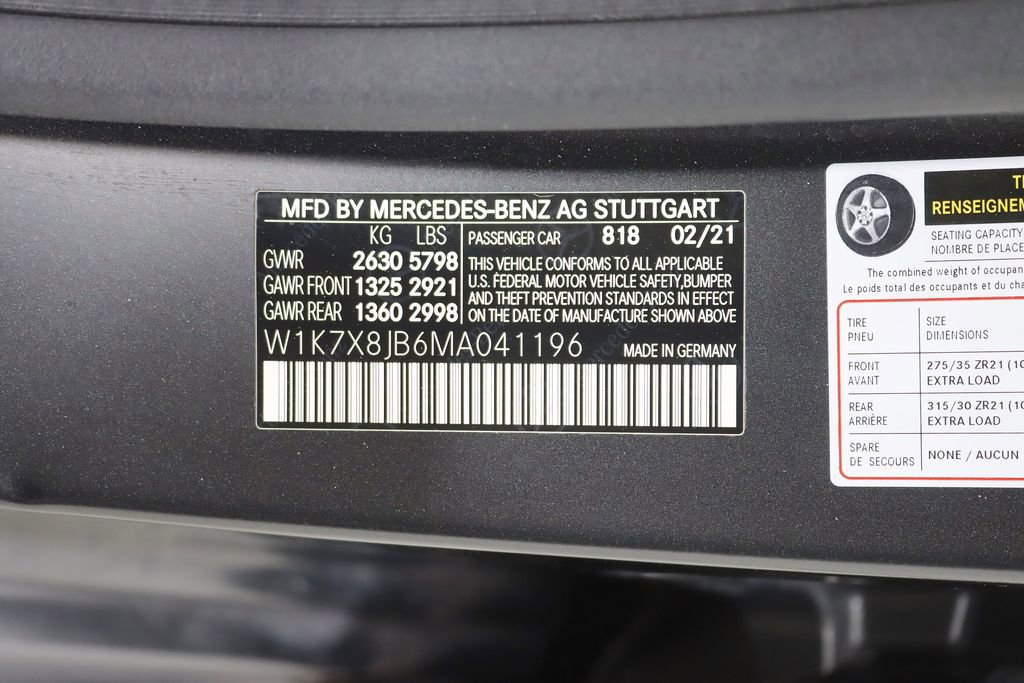 MFD BY MERCEDES-BENZ AG STUTTGART
KG LBS
GVWR 2630 5798
GAWR FRONT 1325 2921
GAWR REAR 1360 2998
PASSENGER CAR 818 02/21
THIS VEHICLE CONFORMS TO ALL APPLICABLE
U.S. FEDERAL MOTOR VEHICLE SAFETY,BUMPER
AND THEFT PREVENTION STANDARDS IN EFFECT
ON THE DATE OF MANUFACTURE SHOWN ABOVE
W1K7X8JB6MA041196 MADE IN GERMANY
RENSEIGNEM
SEATING CAPACITY
NOMBRE DE PLACE
The combined weight of occupan
Le poids total des occupants et du cha
TIRE SIZE
PNEU DIMENSIONS
FRONT 275/35 ZR21 (10
AVANT EXTRA LOAD
REAR 315/30 ZR21 (10
ARRIÈRE EXTRA LOAD
SPARE NONE / AUCUN
DE SECOURS